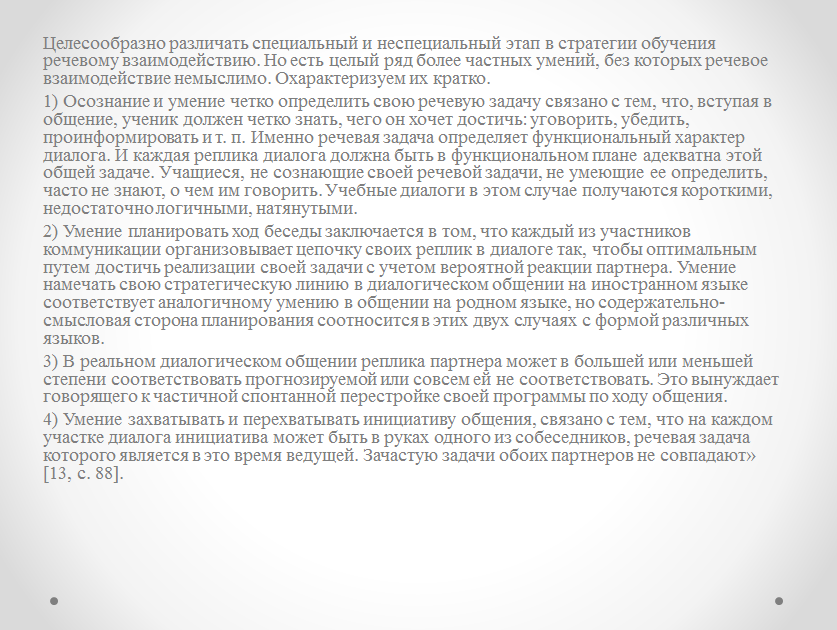 Целесообразно различать специальный и неспециальный этап в стратегии обучения
речевому взаимодействию. Но есть целый ряд более частных умений, без которых речевое
взаимодействие немыслимо. Охарактеризуем их кратко.
1) Осознание и умение четко определить свою речевую задачу связано с тем, что, вступая в
общение, ученик должен четко знать, чего он хочет достичь: уговорить, убедить,
проинформировать и т. п. Именно речевая задача определяет функциональный характер
диалога. И каждая реплика диалога должна быть в функциональном плане адекватна этой
общей задаче. Учащиеся, не сознающие своей речевой задачи, не умеющие ее определить,
часто не знают, о чем им говорить. Учебные диалоги в этом случае получаются короткими,
недостаточно логичными, натянутыми.
2) Умение планировать ход беседы заключается в том, что каждый из участников
коммуникации организовывает цепочку своих реплик в диалоге так, чтобы оптимальным
путем достичь реализации своей задачи с учетом вероятной реакции партнера. Умение
намечать свою стратегическую линию в диалогическом общении на иностранном языке
соответствует аналогичному умению в общении на родном языке, но содержательно-
смысловая сторона планирования соотносится в этих двух случаях с формой различных
языков.
3) В реальном диалогическом общении реплика партнера может в большей или меньшей
степени соответствовать прогнозируемой или совсем ей не соответствовать. Это вынуждает
говорящего к частичной спонтанной перестройке своей программы по ходу общения.
4) Умение захватывать и перехватывать инициативу общения, связано с тем, что на каждом
участке диалога инициатива может быть в руках одного из собеседников, речевая задача
которого является в это время ведущей. Зачастую задачи обоих партнеров не совпадают»
[13, с. 88].